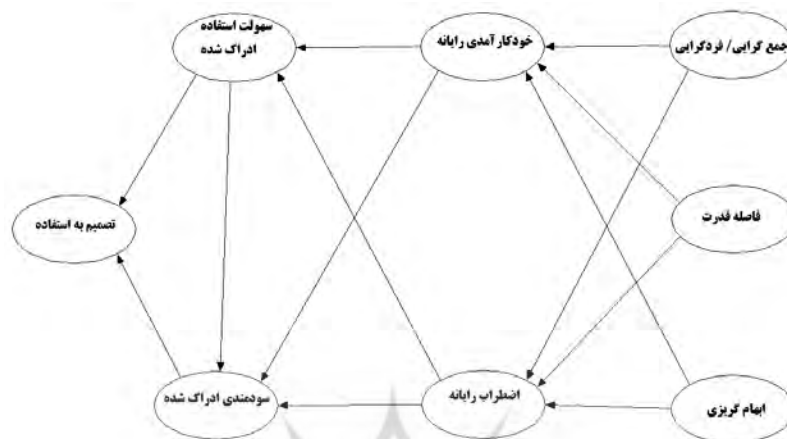 سهولت استفاده
ادراک شده
خودکارآمدی رایانه
جمع گرایی/ فردگرایی
تصمیم به استفاده
فاصله قدرت
سودمندی ادراک شده
اضطراب رایانه
ابهام گریزی